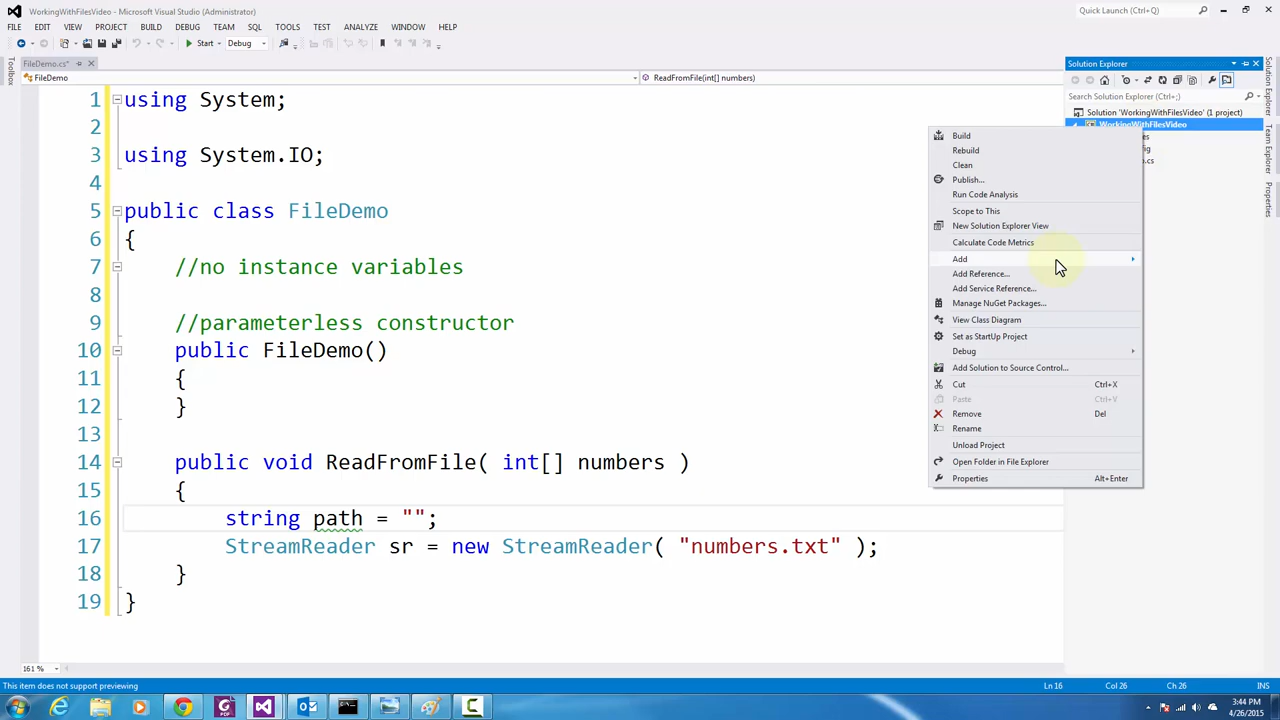 WorkingWithFilesVideo - Microsoft Visual Studio (Administrator)
Quick Launch (Ctrl+Q)
FILE EDIT VIEW PROJECT BUILD DEBUG TEAM SQL TOOLS TEST ANALYZE WINDOW HELP
Start Debug
Toolbox
FileDemo.cs*
FileDemo
ReadFromFile(int[] numbers)
1 using System;
2
3 using System.IO;
4
5 public class FileDemo
6 {
7 //no instance variables
8
9 //parameterless constructor
10 public FileDemo()
11 {
12 }
13
14 public void ReadFromFile( int[] numbers )
15 {
16 string path = "";
17 StreamReader sr = new StreamReader( "numbers.txt" );
18 }
19 }
161 %
Solution Explorer
Search Solution Explorer (Ctrl+;)
Solution 'WorkingWithFilesVideo' (1 project)
WorkingWithFilesVideo
Build
Rebuild
Clean
Publish...
Run Code Analysis
Scope to This
New Solution Explorer View
Calculate Code Metrics
Add
Add Reference...
Add Service Reference...
Manage NuGet Packages...
View Class Diagram
Set as StartUp Project
Debug
Add Solution to Source Control...
Cut Ctrl+X
Paste Ctrl+V
Remove Del
Rename
Unload Project
Open Folder in File Explorer
Properties Alt+Enter
Solution Explorer
Team Explorer
Properties
This item does not support previewing
Ln 16 Col 26 Ch 26 INS
3:44 PM
4/26/2015